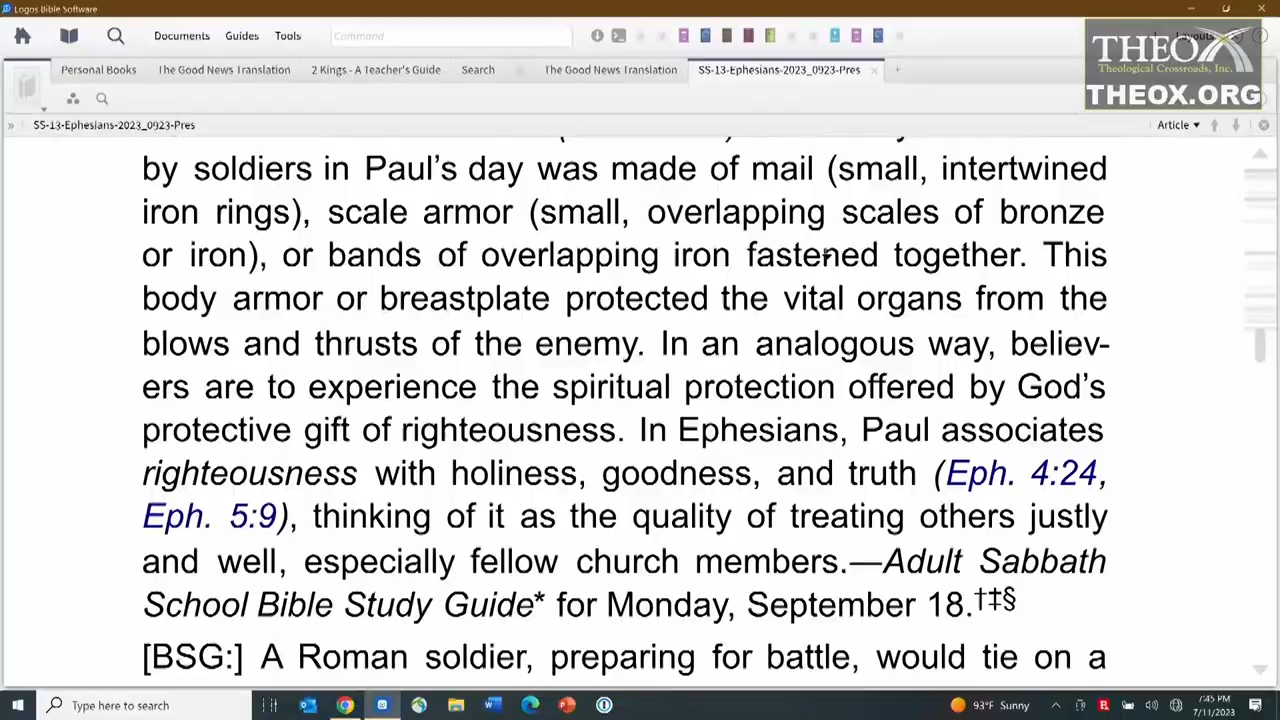 Logos Bible Software
Documents Guides Tools Command Layouts
THEOX
Theological Crossroads, Inc.
THEOX.ORG
Personal Books The Good News Translation 2 Kings - A Teacher's Guide The Good News Translation SS-13-Ephesians-2023_0923-Pres
SS-13-Ephesians-2023_0923-Pres Article
by soldiers in Paul's day was made of mail (small, intertwined
iron rings), scale armor (small, overlapping scales of bronze
or iron), or bands of overlapping iron fastened together. This
body armor or breastplate protected the vital organs from the
blows and thrusts of the enemy. In an analogous way, believ-
ers are to experience the spiritual protection offered by God's
protective gift of righteousness. In Ephesians, Paul associates
righteousness with holiness, goodness, and truth (Eph. 4:24,
Eph. 5:9), thinking of it as the quality of treating others justly
and well, especially fellow church members.—Adult Sabbath
School Bible Study Guide* for Monday, September 18.†‡§
[BSG:] A Roman soldier, preparing for battle, would tie on a
Type here to search 93°F Sunny 7:45 PM
7/11/2023